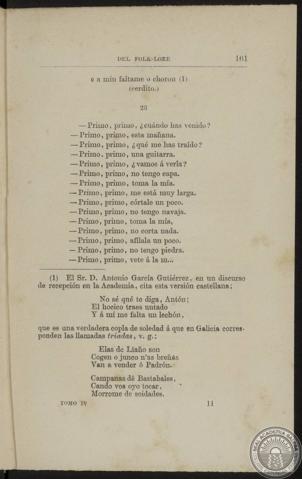 DEL FOLK-LORE 161
e a min faltame o chorou (1)
(cerdito.)
23
—Primo, primo, ¿cuándo has venido?
—Primo, primo, esta mañana.
—Primo, primo, ¿qué me has traído?
—Primo, primo, una guitarra.
—Primo, primo, ¿vamos á verla?
—Primo, primo, no tengo capa.
—Primo, primo, toma la mía.
—Primo, primo, me está muy larga.
—Primo, primo, córtale un poco.
—Primo, primo, no tengo navaja.
—Primo, primo, toma la mía,
—Primo, primo, no corta nada.
—Primo, primo, afílala un poco.
—Primo, primo, no tengo piedra.
—Primo, primo, vete á la m...
(1) El Sr. D. Antonio García Gutiérrez, en un discurso
de recepción en la Academia, cita esta versión castellana:
No sé qué te diga, Antón:
El hocico traes untado
Y á mí me falta un lechón,
que es una verdadera copla de soledad á que en Galicia corres-
ponden las llamadas triadas, v. g.:
Elas de Liaño son
Cogen o junco n'as breñas
Van a vender ô Padrón.
Campanas dé Bastabales,
Cando vos oyo tocar,
Morrome de soidades.
TOMO IV 11